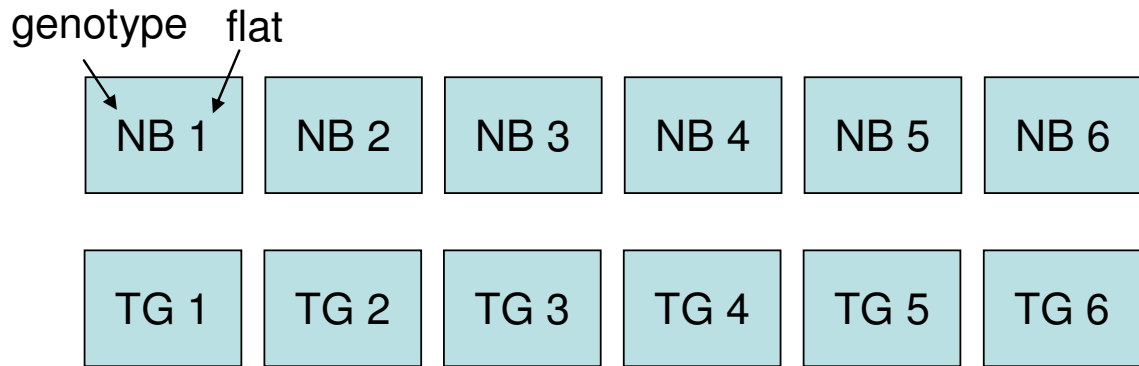 genotype flat
NB 1 NB 2 NB 3 NB 4 NB 5 NB 6
TG 1 TG 2 TG 3 TG 4 TG 5 TG 6